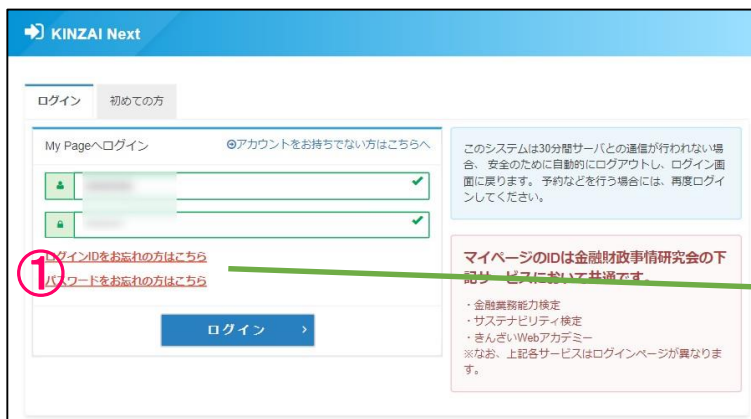 KINZAI Next
ログイン
初めての方
My Pageへログイン
アカウントをお持ちでない方はこちらへ
①
ログインIDをお忘れの方はこちら
パスワードをお忘れの方はこちら
ログイン
このシステムは30分間サーバとの通信が行われない場
合、 安全のために自動的にログアウトし、ログイン画
面に戻ります。 予約などを行う場合には、再度ログイ
ンしてください。
マイページのIDは金融財政事情研究会の下
記サービスにおいて共通です。
・金融業務能力検定
・サステナビリティ検定
・きんざいWebアカデミー
※なお、上記各サービスはログインページが異なりま
す。